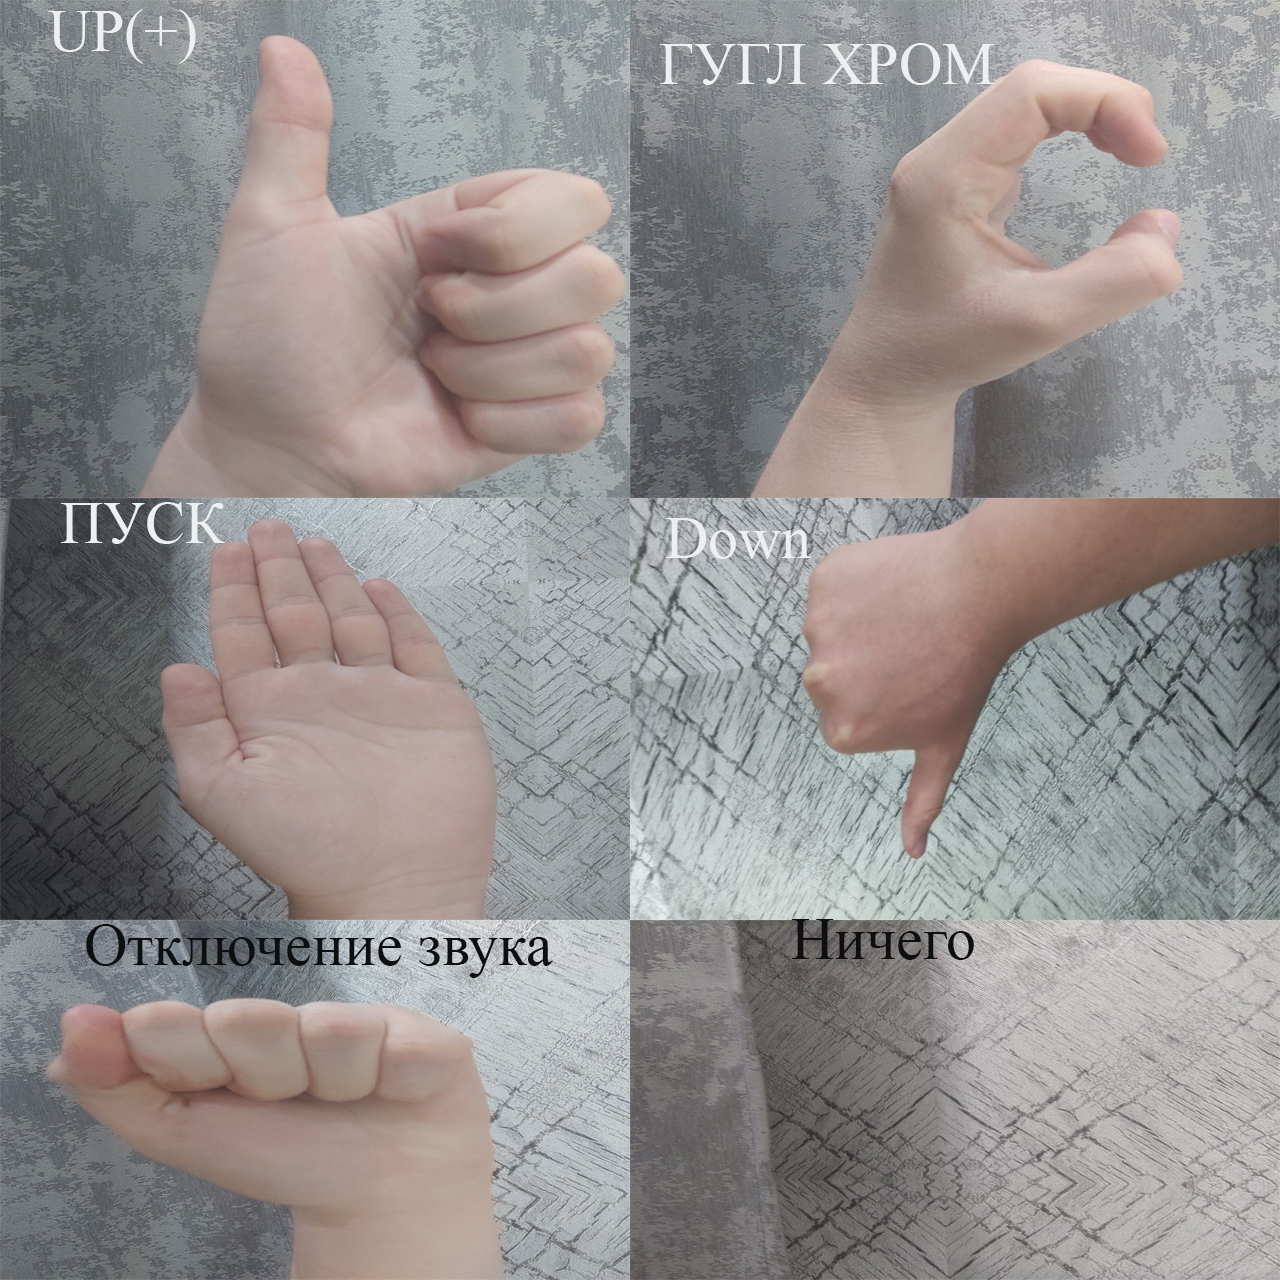 UP(+)
ГУГЛ ХРОМ
ПУСК
Down
Отключение звука
Ничего